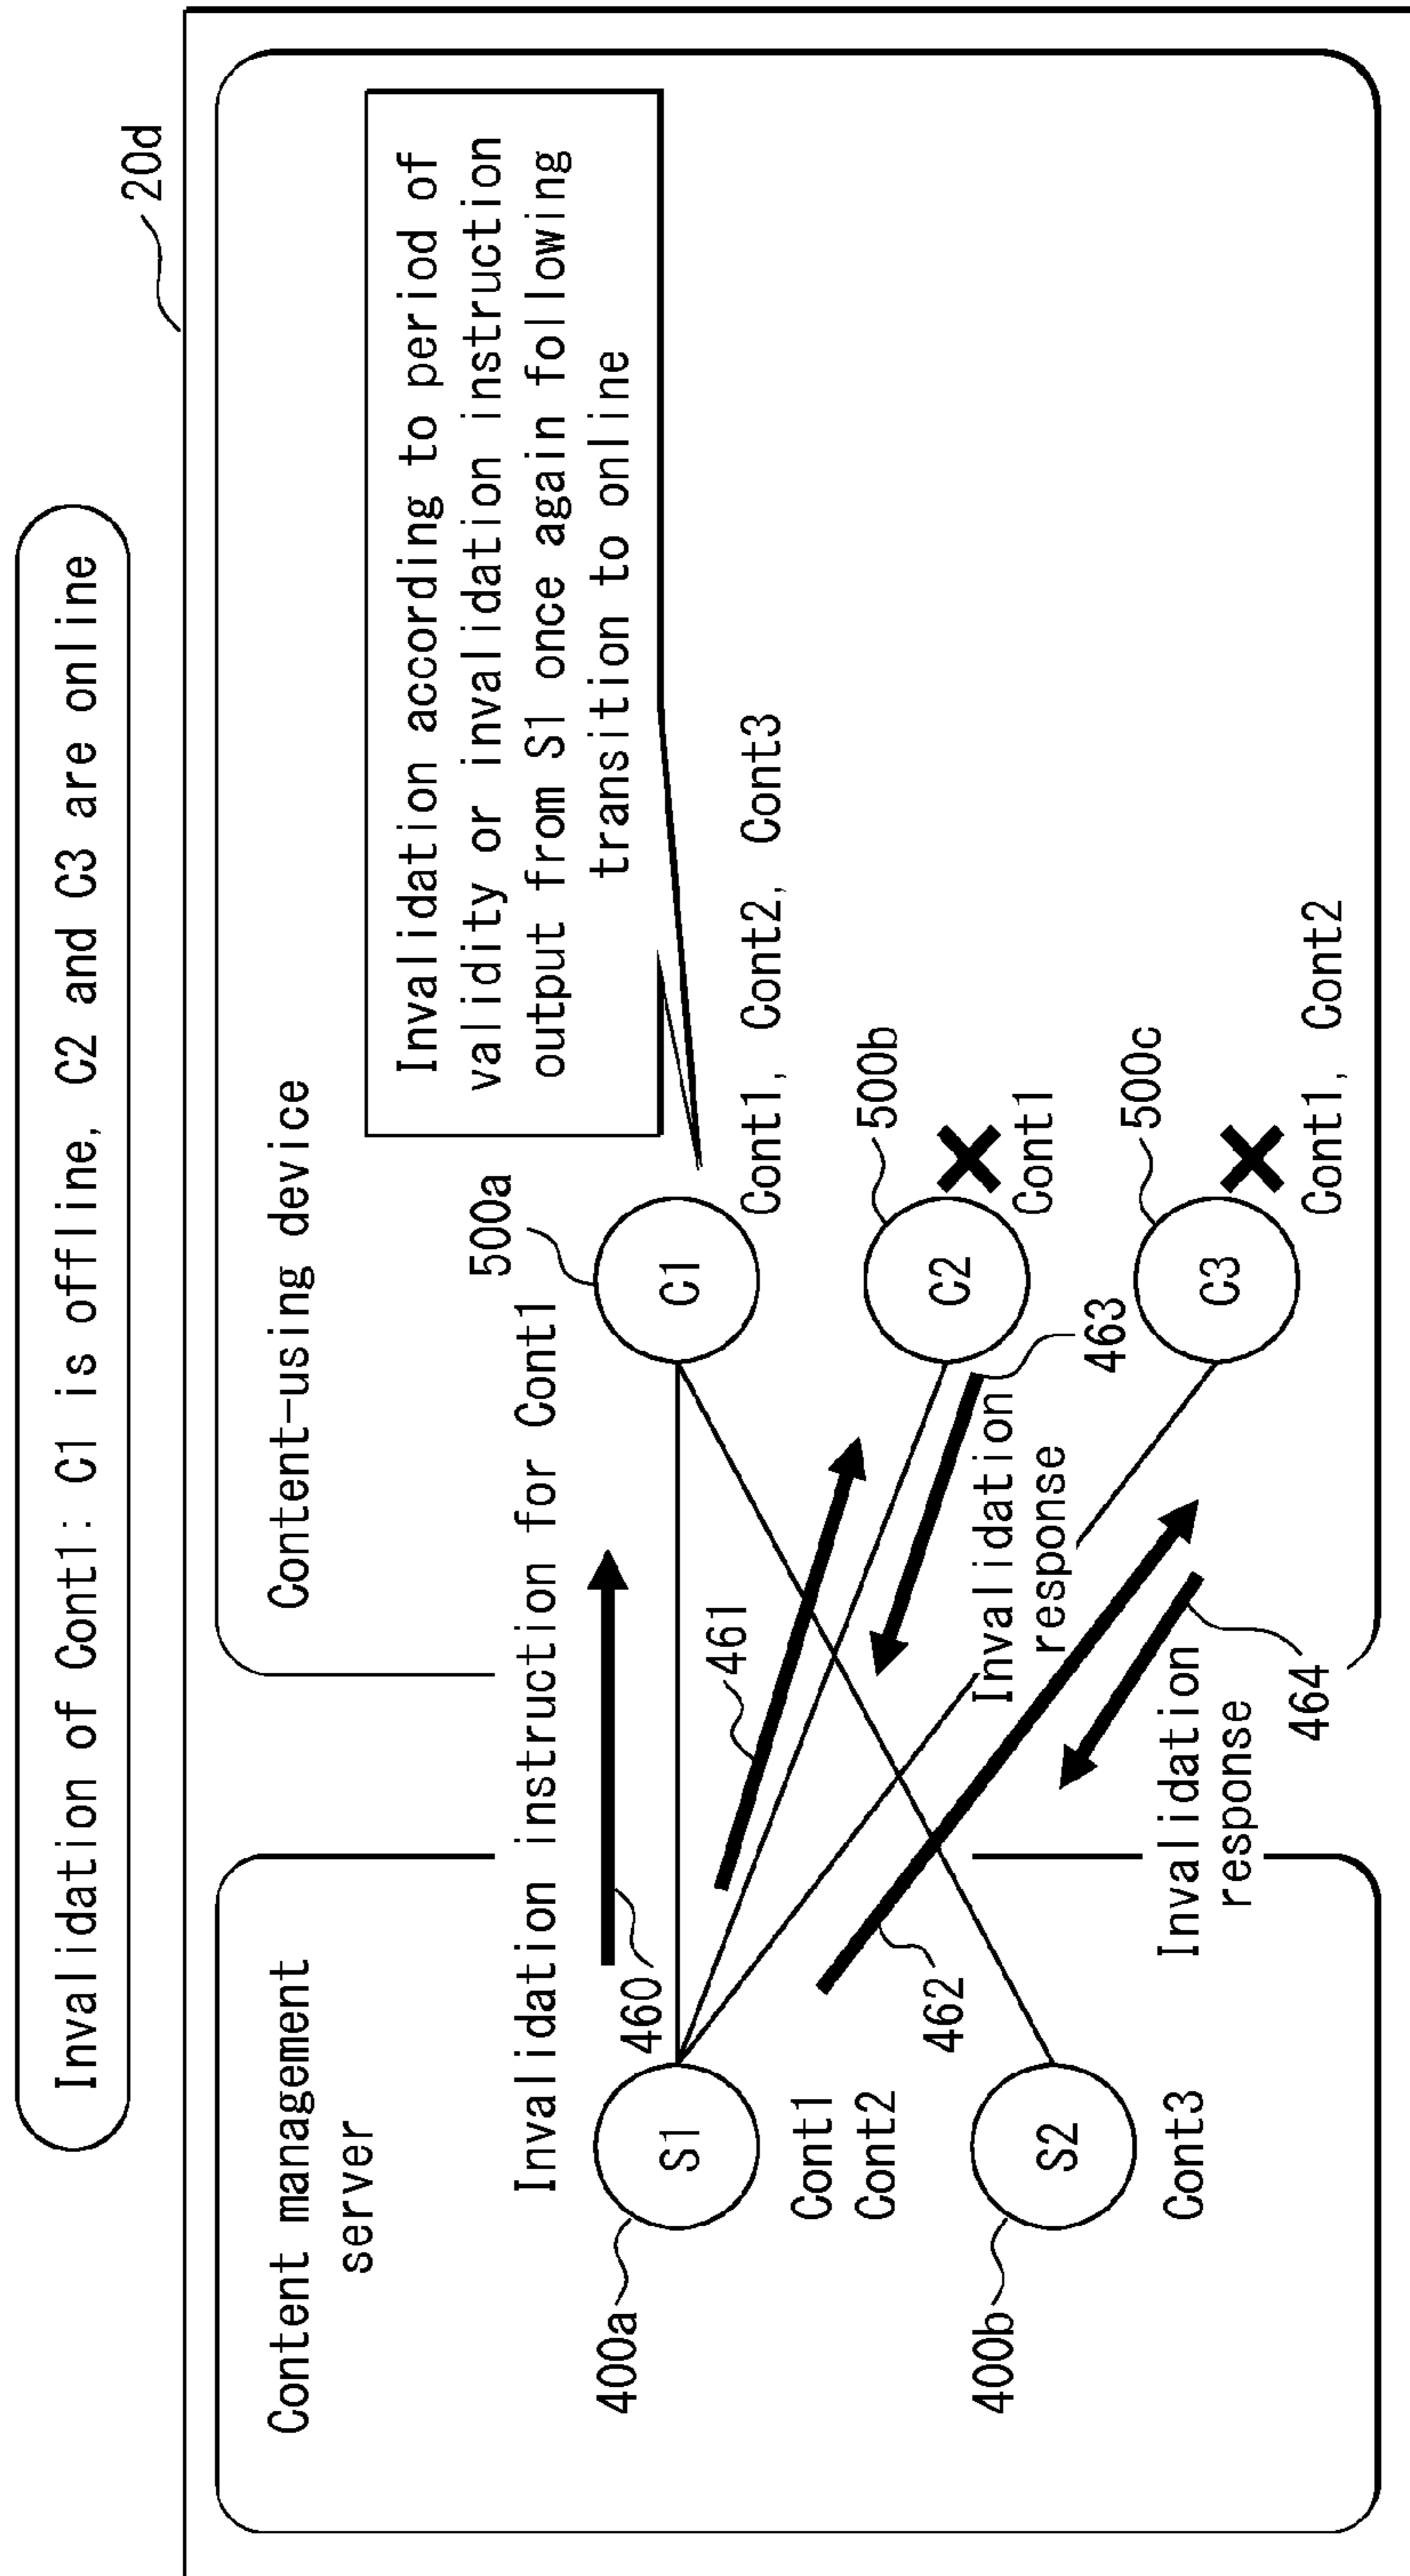 Invalidation of Cont1: C1 is offline, C2 and C3 are online
20d
Content management
server
Content-using device
Invalidation according to period of
validity or invalidation instruction
output from S1 once again following
transition to online
Invalidation instruction for Cont1
400a
S1
460
500a
C1
Cont1
Cont2
Cont1, Cont2, Cont3
461
500b
C2
Cont1
400b
S2
462
463
Invalidation
response
500c
C3
Cont3
Cont1, Cont2
Invalidation
response
464